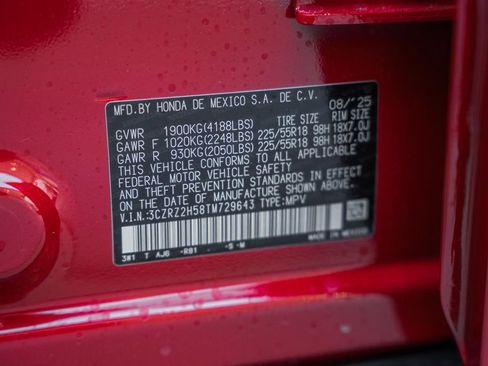 MFD.BY HONDA DE MEXICO S.A. DE C.V. 08/'25
GVWR 1900KG(4188LBS) TIRE SIZE RIM SIZE
GAWR F 1020KG(2248LBS) 225/55R18 98H 18X7.0J
GAWR R 930KG(2050LBS) 225/55R18 98H 18X7.0J
THIS VEHICLE CONFORMS TO ALL APPLICABLE
FEDERAL MOTOR VEHICLE SAFETY
AND THEFT PREVENTION STANDARDS IN EFFECT
ON THE DATE OF MANUFACTURE SHOWN ABOVE.
V.I.N.:3CZRZ2H58TM729643 TYPE:MPV
3W1 T AJ6 -R81 - -S -M
MADE IN MEXICO